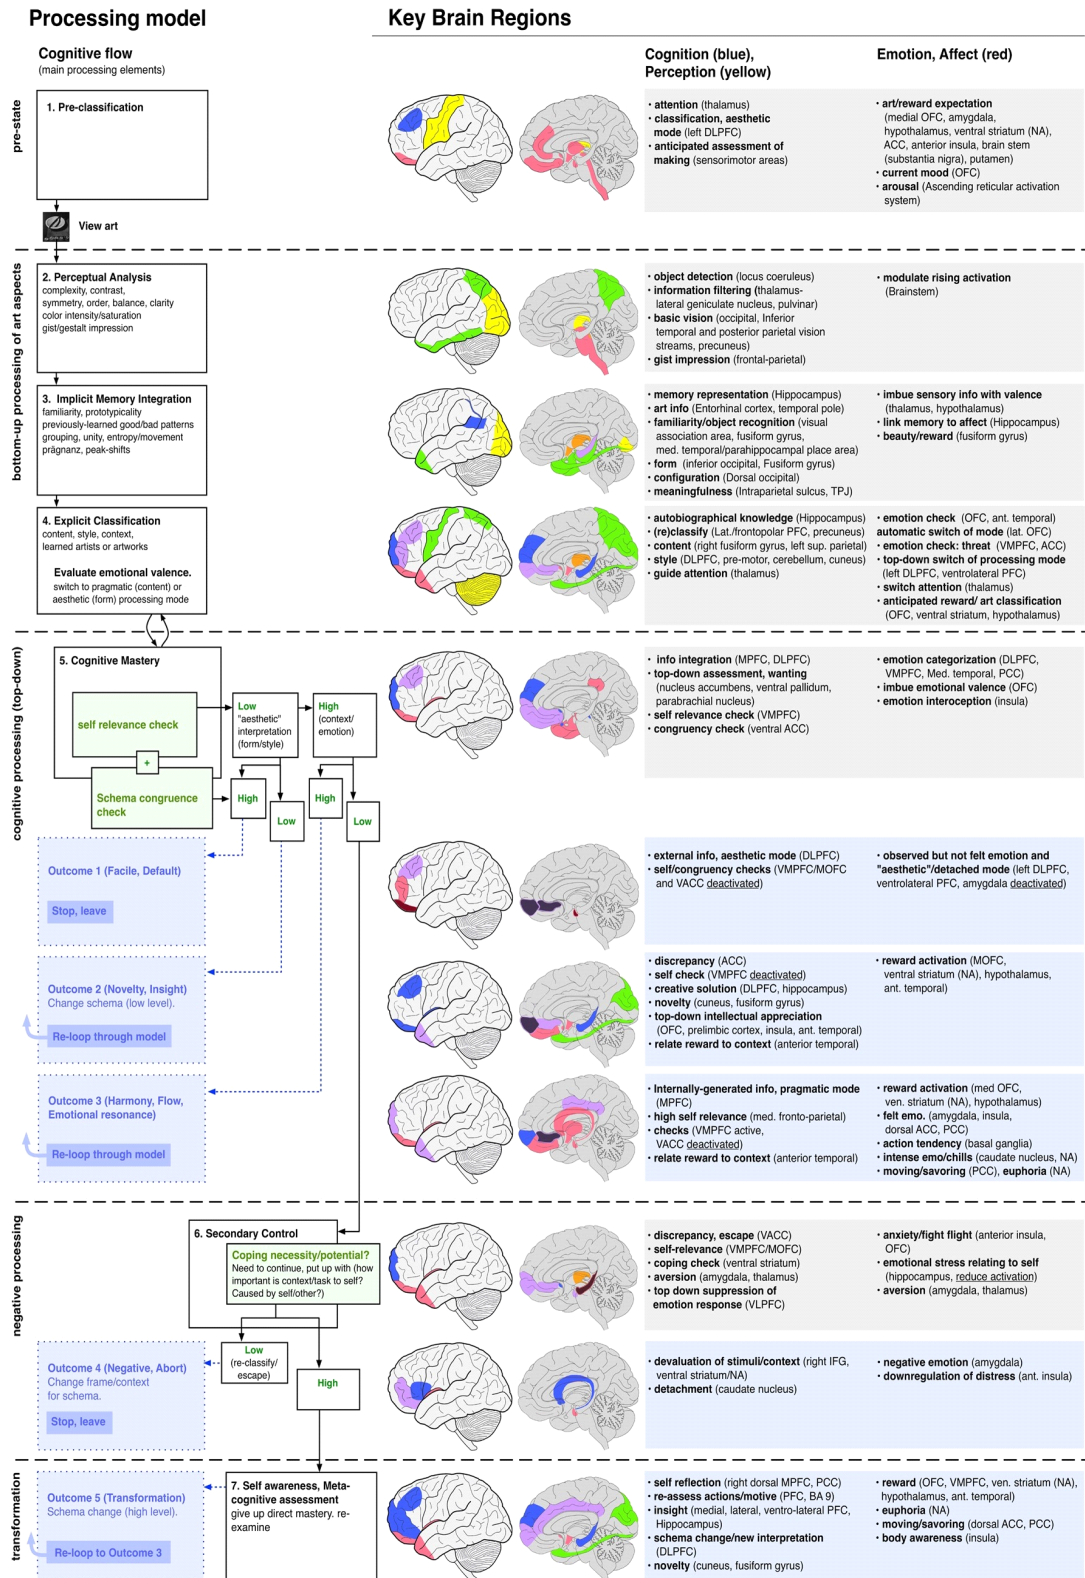 Processing model
Key Brain Regions
Cognitive flow
(main processing elements)
Cognition (blue),
Perception (yellow)
Emotion, Affect (red)
pre-state
1. Pre-classification
• attention (thalamus)
• classification, aesthetic
mode (left DLPFC)
• anticipated assessment of
making (sensorimotor areas)
• art/reward expectation
(medial OFC, amygdala,
hypothalamus, ventral striatum (NA),
ACC, anterior insula, brain stem
(substantia nigra), putamen)
• current mood (OFC)
• arousal (Ascending reticular activation
system)
View art
bottom-up processing of art aspects
2. Perceptual Analysis
complexity, contrast,
symmetry, order, balance, clarity
color intensity/saturation
gist/gestalt impression
• object detection (locus coeruleus)
• information filtering (thalamus-
lateral geniculate nucleus, pulvinar)
• basic vision (occipital, Inferior
temporal and posterior parietal vision
streams, precuneus)
• gist impression (frontal-parietal)
• modulate rising activation
(Brainstem)
3. Implicit Memory Integration
familiarity, prototypicality
previously-learned good/bad patterns
grouping, unity, entropy/movement
prägnanz, peak-shifts
• memory representation (Hippocampus)
• art info (Entorhinal cortex, temporal pole)
• familiarity/object recognition (visual
association area, fusiform gyrus,
med. temporal/parahippocampal place area)
• form (inferior occipital, Fusiform gyrus)
• configuration (Dorsal occipital)
• meaningfulness (Intraparietal sulcus, TPJ)
• imbue sensory info with valence
(thalamus, hypothalamus)
• link memory to affect (Hippocampus)
• beauty/reward (fusiform gyrus)
4. Explicit Classification
content, style, context,
learned artists or artworks
Evaluate emotional valence.
switch to pragmatic (content) or
aesthetic (form) processing mode
• autobiographical knowledge (Hippocampus)
• (re)classify (Lat./frontopolar PFC, precuneus)
• content (right fusiform gyrus, left sup. parietal)
• style (DLPFC, pre-motor, cerebellum, cuneus)
• guide attention (thalamus)
• emotion check (OFC, ant. temporal)
automatic switch of mode (lat. OFC)
• emotion check: threat (VMPFC, ACC)
• top-down switch of processing mode
(left DLPFC, ventrolateral PFC)
• switch attention (thalamus)
• anticipated reward/ art classification
(OFC, ventral striatum, hypothalamus)
cognitive processing (top-down)
5. Cognitive Mastery
self relevance check
+
Schema congruence
check
Low
"aesthetic"
interpretation
(form/style)
High
(context/
emotion)
High
Low
High
Low
• info integration (MPFC, DLPFC)
• top-down assessment, wanting
(nucleus accumbens, ventral pallidum,
parabrachial nucleus)
• self relevance check (VMPFC)
• congruency check (ventral ACC)
• emotion categorization (DLPFC,
VMPFC, Med. temporal, PCC)
• imbue emotional valence (OFC)
• emotion interoception (insula)
Outcome 1 (Facile, Default)
Stop, leave
• external info, aesthetic mode (DLPFC)
• self/congruency checks (VMPFC/MOFC
and VACC deactivated)
• observed but not felt emotion and
"aesthetic"/detached mode (left DLPFC,
ventrolateral PFC, amygdala deactivated)
Outcome 2 (Novelty, Insight)
Change schema (low level).
Re-loop through model
• discrepancy (ACC)
• self check (VMPFC deactivated)
• creative solution (DLPFC, hippocampus)
• novelty (cuneus, fusiform gyrus)
• top-down intellectual appreciation
(OFC, prelimbic cortex, insula, ant. temporal)
• relate reward to context (anterior temporal)
• reward activation (MOFC,
ventral striatum (NA), hypothalamus,
ant. temporal)
Outcome 3 (Harmony, Flow,
Emotional resonance)
Re-loop through model
• Internally-generated info, pragmatic mode
(MPFC)
• high self relevance (med. fronto-parietal)
• checks (VMPFC active,
VACC deactivated)
• relate reward to context (anterior temporal)
• reward activation (med OFC,
ven. striatum (NA), hypothalamus)
• felt emo. (amygdala, insula,
dorsal ACC, PCC)
• action tendency (basal ganglia)
• intense emo/chills (caudate nucleus, NA)
• moving/savoring (PCC), euphoria (NA)
negative processing
6. Secondary Control
Coping necessity/potential?
Need to continue, put up with (how
important is context/task to self?
Caused by self/other?)
• discrepancy, escape (VACC)
• self-relevance (VMPFC/MOFC)
• coping check (ventral striatum)
• aversion (amygdala, thalamus)
• top down suppression of
emotion response (VLPFC)
• anxiety/fight flight (anterior insula,
OFC)
• emotional stress relating to self
(hippocampus, reduce activation)
• aversion (amygdala, thalamus)
Outcome 4 (Negative, Abort)
Change frame/context
for schema.
Stop, leave
Low
(re-classify/
escape)
High
• devaluation of stimuli/context (right IFG,
ventral striatum/NA)
• detachment (caudate nucleus)
• negative emotion (amygdala)
• downregulation of distress (ant. insula)
transformation
Outcome 5 (Transformation)
Schema change (high level).
Re-loop to Outcome 3
7. Self awareness, Meta-
cognitive assessment
give up direct mastery. re-
examine
• self reflection (right dorsal MPFC, PCC)
• re-assess actions/motive (PFC, BA 9)
• insight (medial, lateral, ventro-lateral PFC,
Hippocampus)
• schema change/new interpretation
(DLPFC)
• novelty (cuneus, fusiform gyrus)
• reward (OFC, VMPFC, ven. striatum (NA),
hypothalamus, ant. temporal)
• euphoria (NA)
• moving/savoring (dorsal ACC, PCC)
• body awareness (insula)